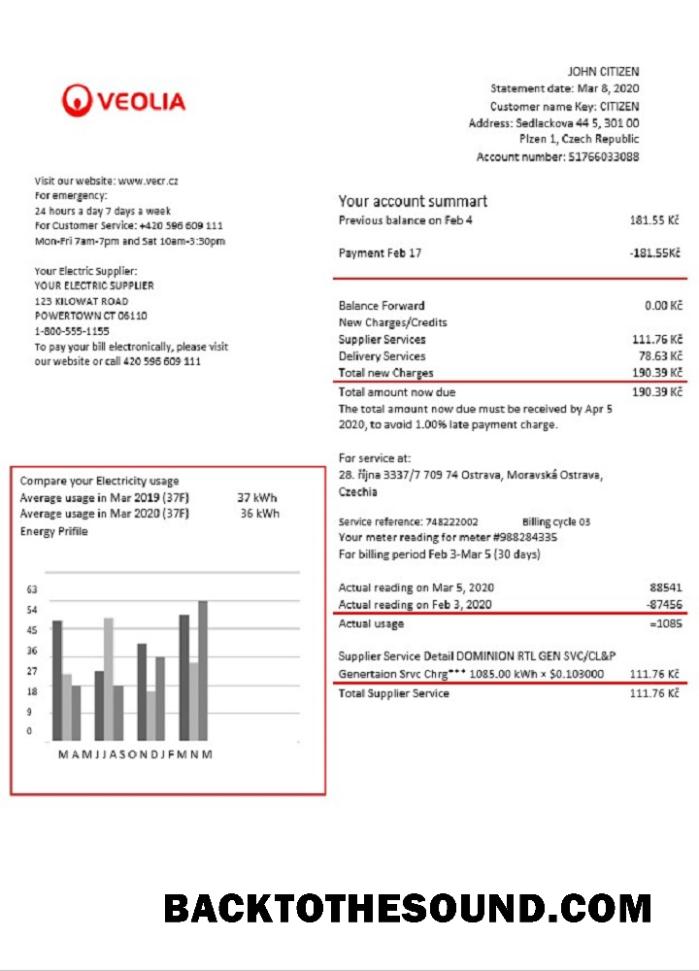 VEOLIA
JOHN CITIZEN
Statement date: Mar 8, 2020
Customer name Key: CITIZEN
Address: Sedlackova 44 5, 301 00
Plzen 1, Czech Republic
Account number: 51766033088
Visit our website: www.vecr.cz
For emergency:
24 hours a day 7 days a week
For Customer Service: +420 596 609 111
Mon-Fri 7am-7pm and Sat 10am-3:30pm
Your Electric Supplier:
YOUR ELECTRIC SUPPLIER
123 KILOWAT ROAD
POWERTOWN CT 06110
1-800-555-1155
To pay your bill electronically, please visit
our website or call 420 596 609 111
Your account summart
Previous balance on Feb 4 181.55 Kč
Payment Feb 17 -181.55Kč
Balance Forward 0.00 Kč
New Charges/Credits
Supplier Services 111.76 Kč
Delivery Services 78.63 Kč
Total new Charges 190.39 Kč
Total amount now due 190.39 Kč
The total amount now due must be received by Apr 5
2020, to avoid 1.00% late payment charge.
For service at:
28. října 3337/7 709 74 Ostrava, Moravská Ostrava,
Czechia
Service reference: 748222002 Billing cycle 03
Your meter reading for meter #988284335
For billing period Feb 3-Mar 5 (30 days)
Actual reading on Mar 5, 2020 88541
Actual reading on Feb 3, 2020 -87456
Actual usage =1085
Supplier Service Detail DOMINION RTL GEN SVC/CL&P
Genertaion Srvc Chrg*** 1085.00 kWh x $0.103000 111.76 Kč
Total Supplier Service 111.76 Kč
Compare your Electricity usage
Average usage in Mar 2019 (37F) 37 kWh
Average usage in Mar 2020 (37F) 36 kWh
Energy Prifile
63
54
45
36
27
18
9
0
M A M J J A S O N D J F M N M
BACKTOTHESOUND.COM